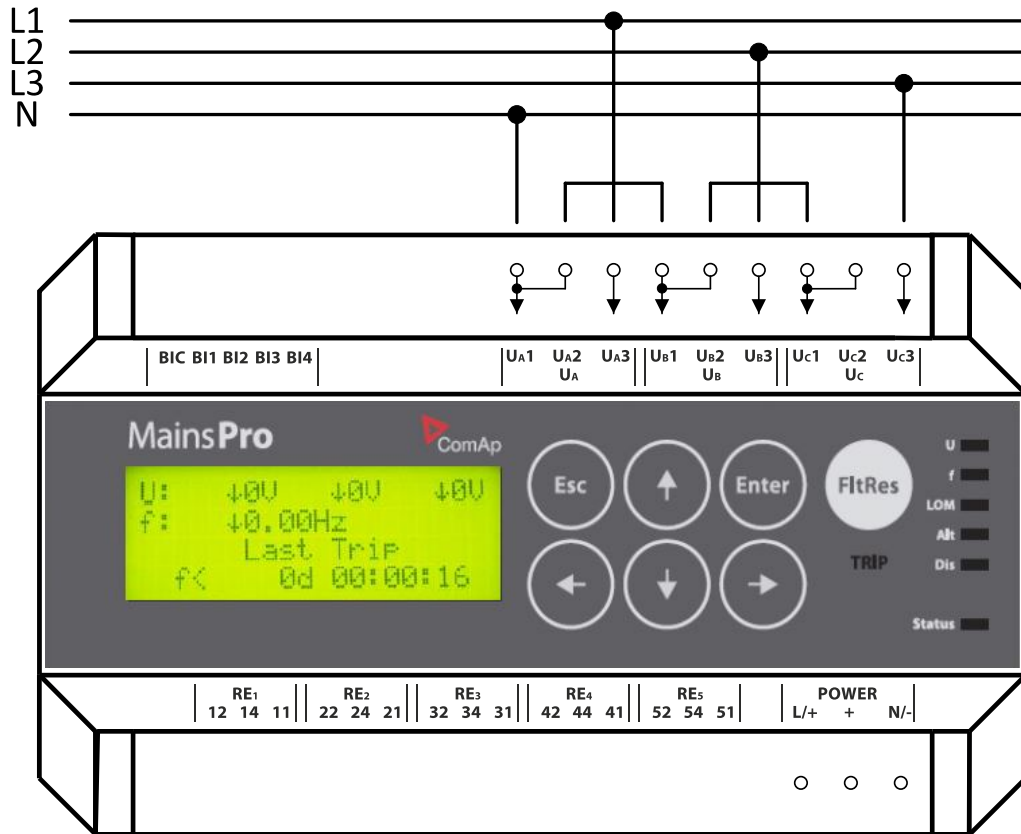 L1
L2
L3
N
BIC BI1 BI2 BI3 BI4
UA1 UA2 UA3 UB1 UB2 UB3 UC1 UC2 UC3
UA UB UC
MainsPro
ComAp
U: ↓0V ↓0V ↓0V
f: ↓0.00Hz
Last Trip
f< 0d 00:00:16
Esc ↑ Enter FltRes
← ↓ →
TRIP
U
f
LOM
Alt
Dis
Status
RE1 RE2 RE3 RE4 RE5 POWER
12 14 11 22 24 21 32 34 31 42 44 41 52 54 51 L/+ + N/-